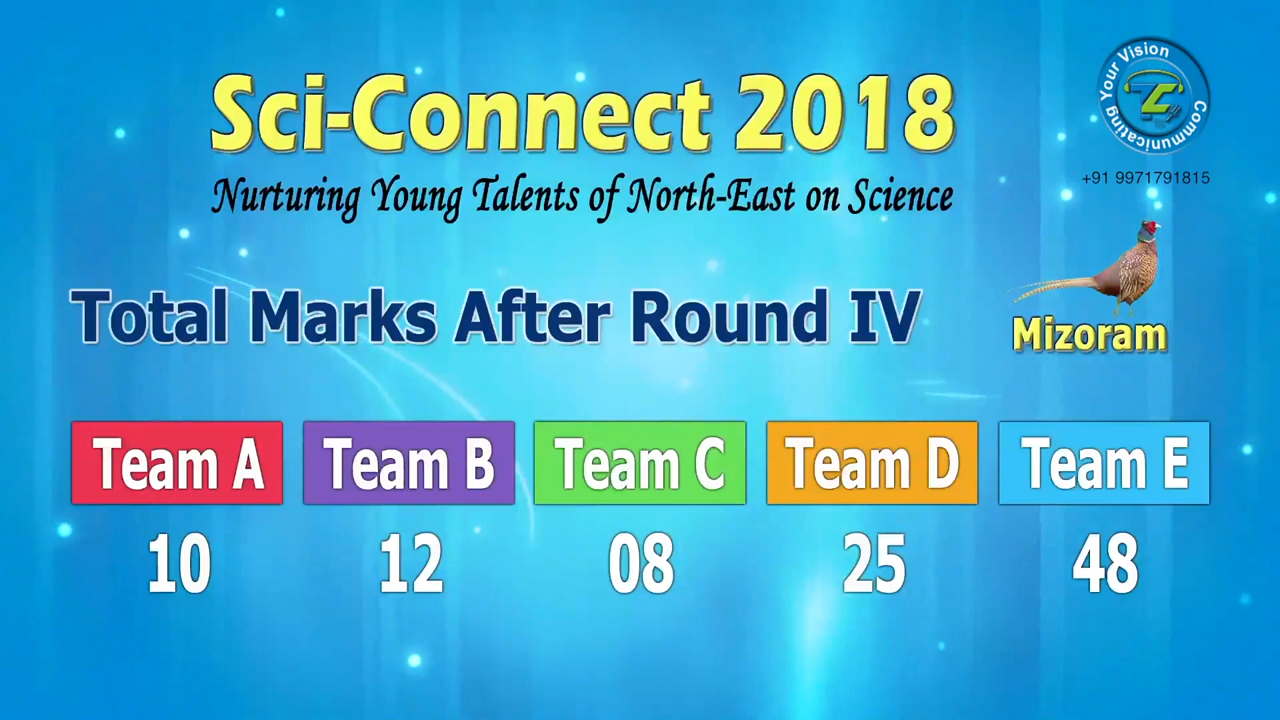 Sci-Connect 2018
Nurturing Young Talents of North-East on Science
Communicating Your Vision
+91 9971791815
Total Marks After Round IV
Mizoram
Team A Team B Team C Team D Team E
10 12 08 25 48